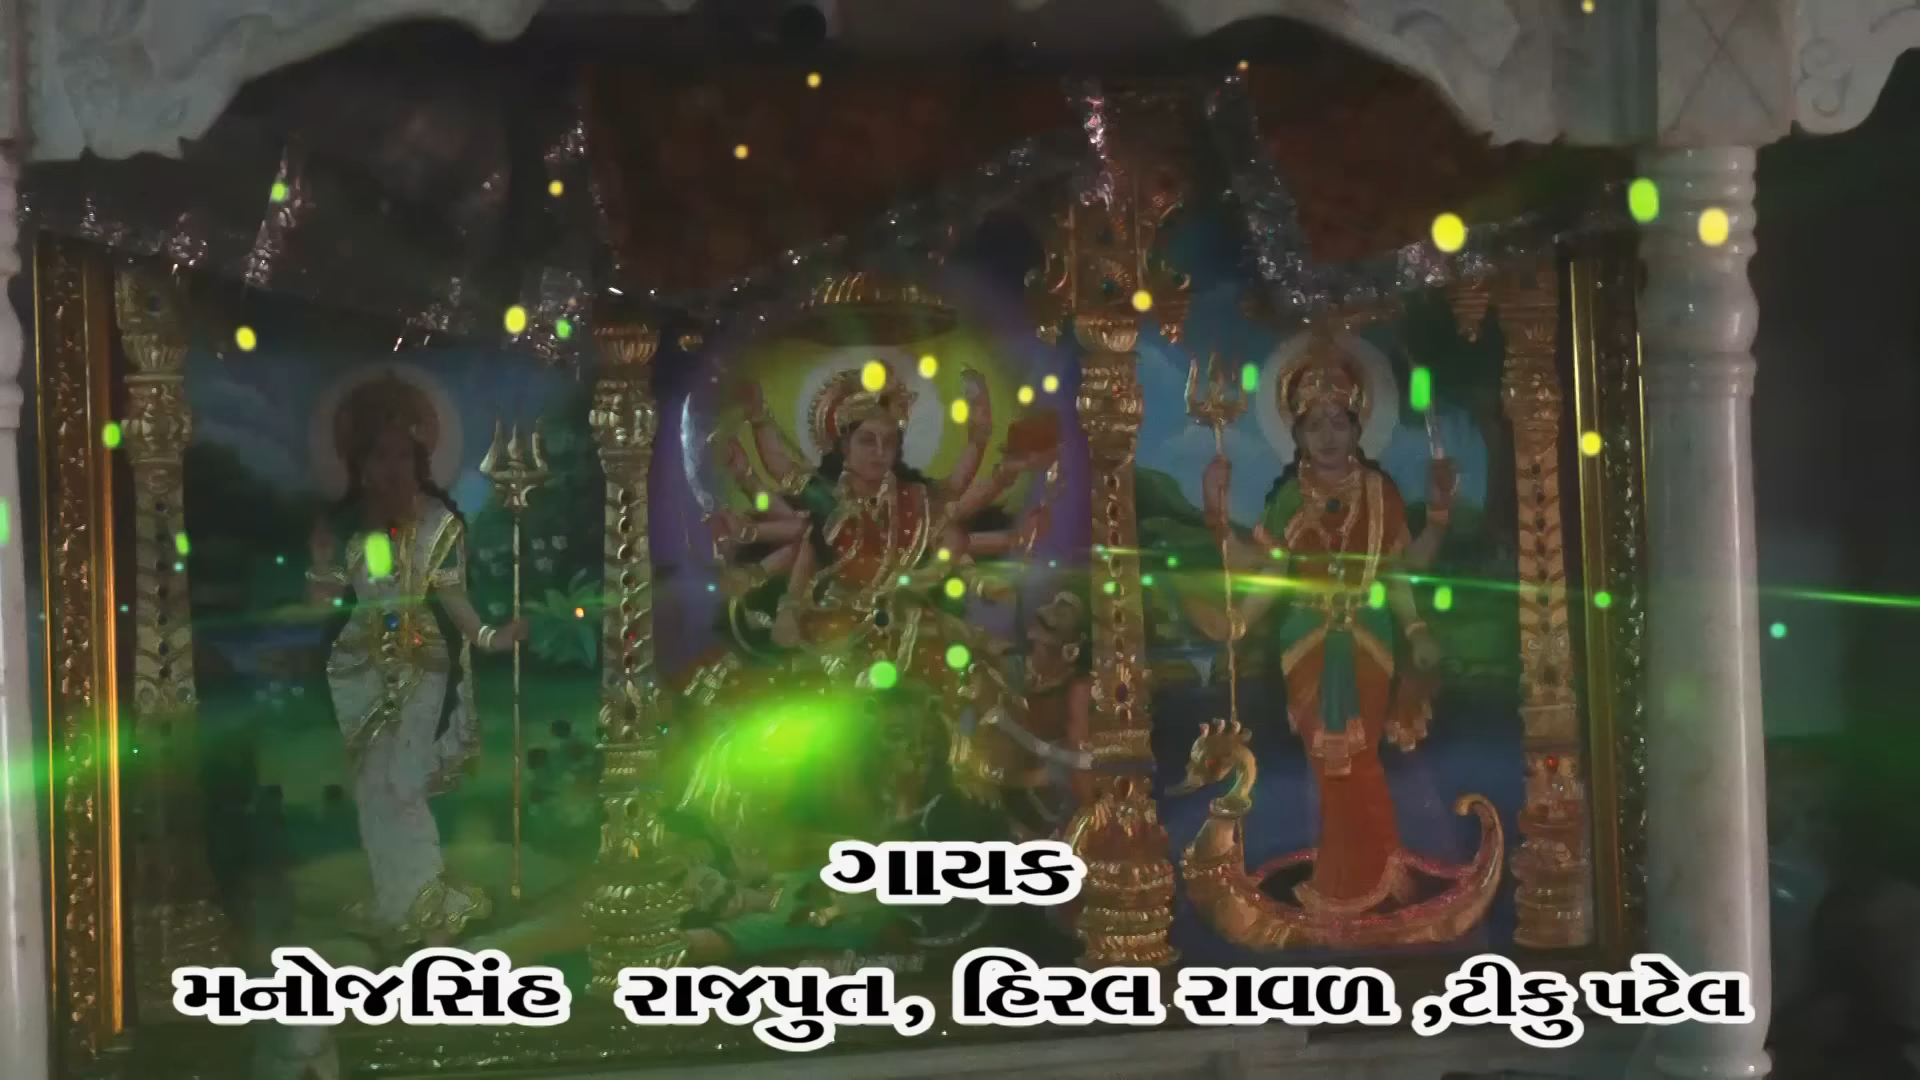 ગાયક
મનોજસિંહ રાજપુત, હિરલ રાવળ ,ટીકુ પટેલ